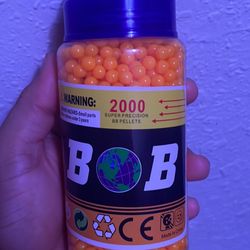 WARNING:
2000
SUPER PRECISION
BB PELLETS
B B
CE